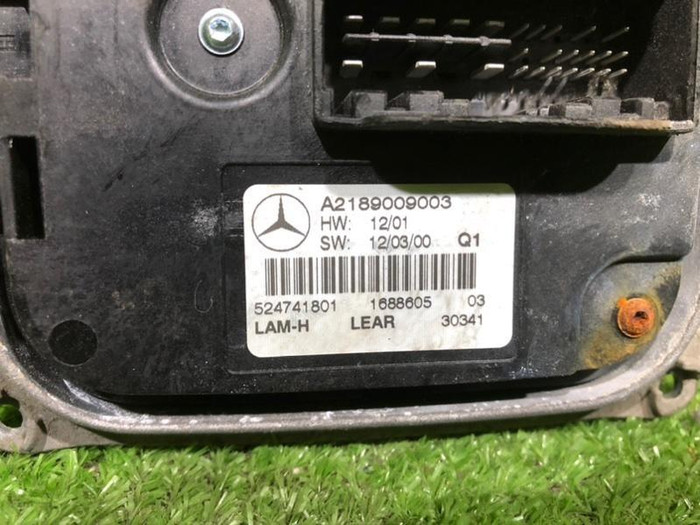 A2189009003
HW: 12/01
SW: 12/03/00 Q1
524741801 1688605 03
LAM-H LEAR 30341